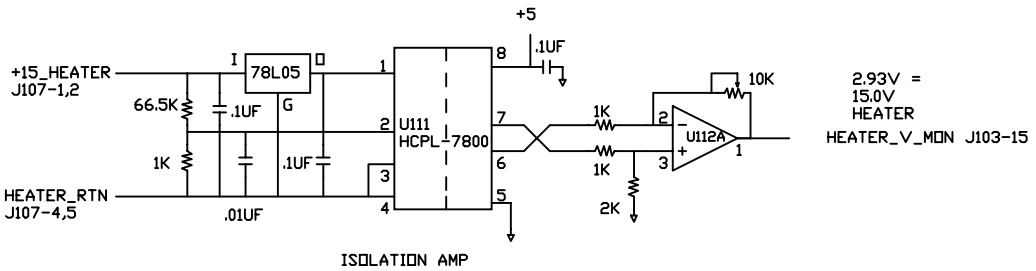 +5
.1UF
I
O
+15_HEATER
J107-1,2
78L05
1
8
10K
2.93V =
15.0V
HEATER
HEATER_V_MON J103-15
66.5K
.1UF
G
2
U111
HCPL-7800
7
1K
2
U112A
1
1K
.1UF
3
6
1K
3
HEATER_RTN
J107-4,5
.01UF
4
5
2K
ISOLATION AMP